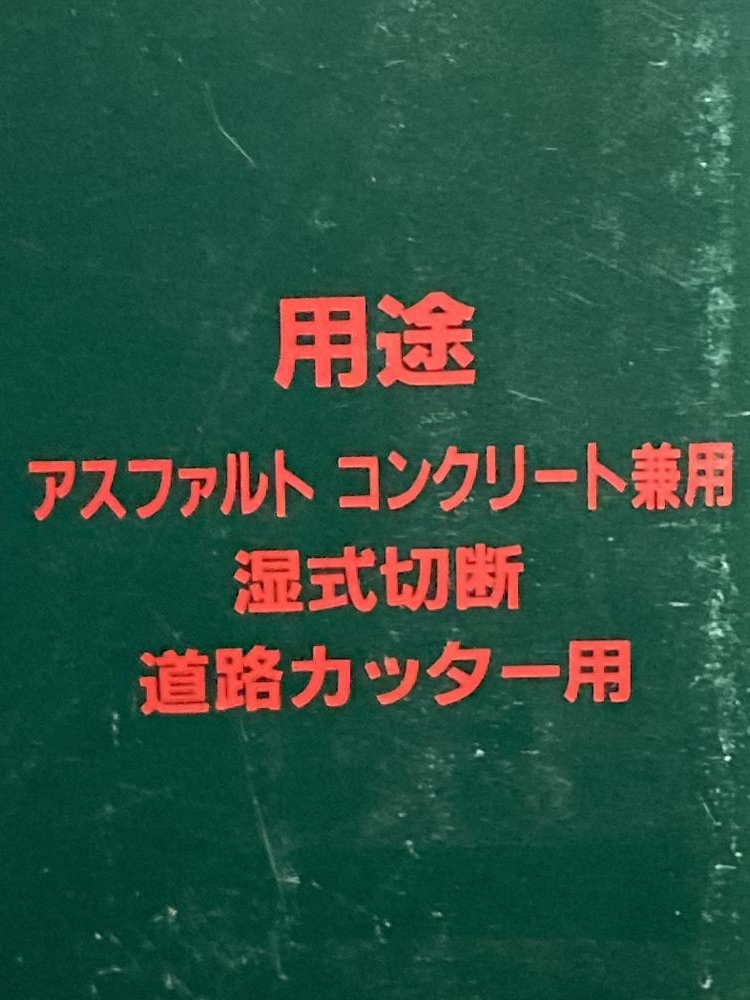 用途
アスファルト コンクリート兼用
湿式切断
道路カッター用